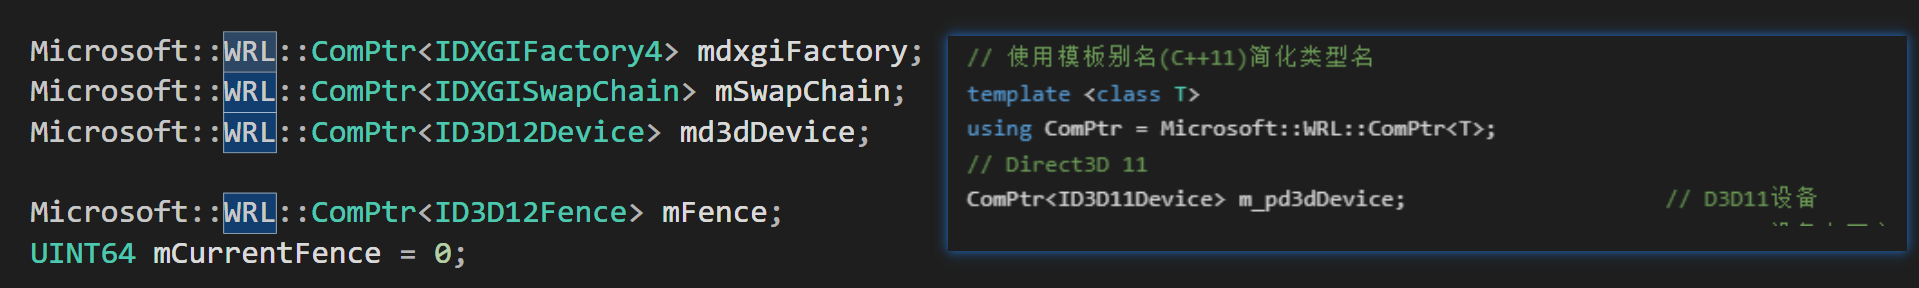 Microsoft::WRL::ComPtr<IDXGIFactory4> mdxgiFactory;
Microsoft::WRL::ComPtr<IDXGISwapChain> mSwapChain;
Microsoft::WRL::ComPtr<ID3D12Device> md3dDevice;
Microsoft::WRL::ComPtr<ID3D12Fence> mFence;
UINT64 mCurrentFence = 0;
// 使用模板别名(C++11)简化类型名
template <class T>
using ComPtr = Microsoft::WRL::ComPtr<T>;
// Direct3D 11
ComPtr<ID3D11Device> m_pd3dDevice; // D3D11设备